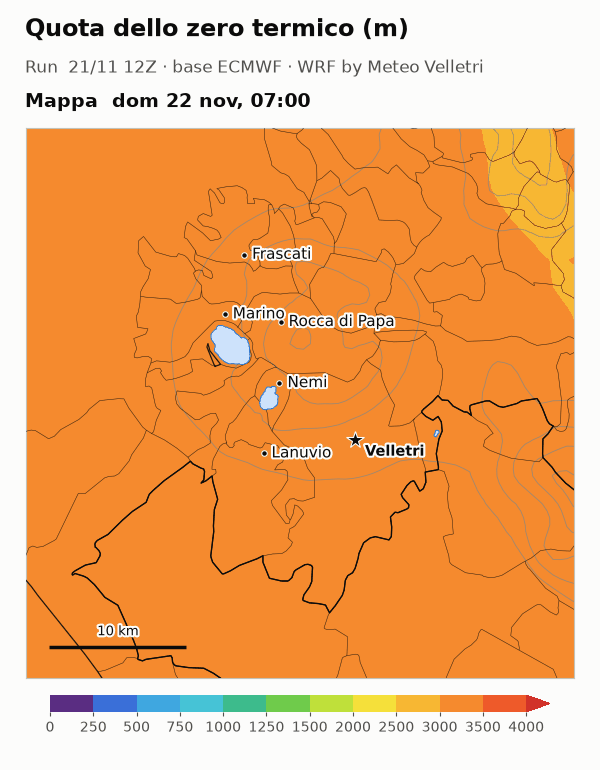 Quota dello zero termico (m)
Run  21/11 12Z · base ECMWF · WRF by Meteo Velletri
Mappa  dom 22 nov, 07:00
Frascati
Marino
Rocca di Papa
Nemi
Velletri
Lanuvio
10 km
0 250 500 750 1000 1250 1500 2000 2500 3000 3500 4000